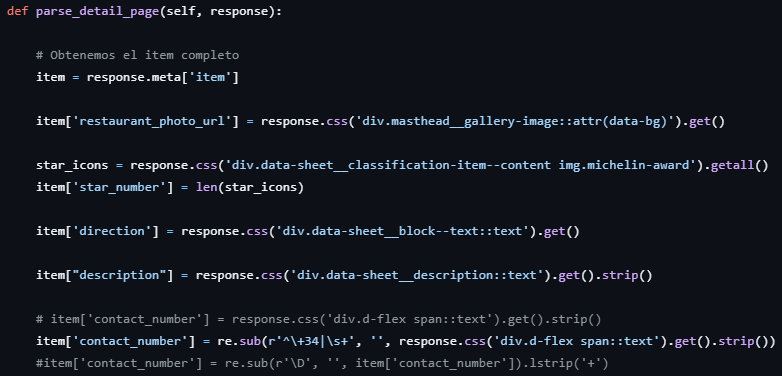 def parse_detail_page(self, response):
# Obtenemos el item completo
item = response.meta['item']
item['restaurant_photo_url'] = response.css('div.masthead__gallery-image::attr(data-bg)').get()
star_icons = response.css('div.data-sheet__classification-item--content img.michelin-award').getall()
item['star_number'] = len(star_icons)
item['direction'] = response.css('div.data-sheet__block--text::text').get()
item["description"] = response.css('div.data-sheet__description::text').get().strip()
# item['contact_number'] = response.css('div.d-flex span::text').get().strip()
item['contact_number'] = re.sub(r'^\+34|\s+', '', response.css('div.d-flex span::text').get().strip())
#item['contact_number'] = re.sub(r'\D', '', item['contact_number']).lstrip('+')